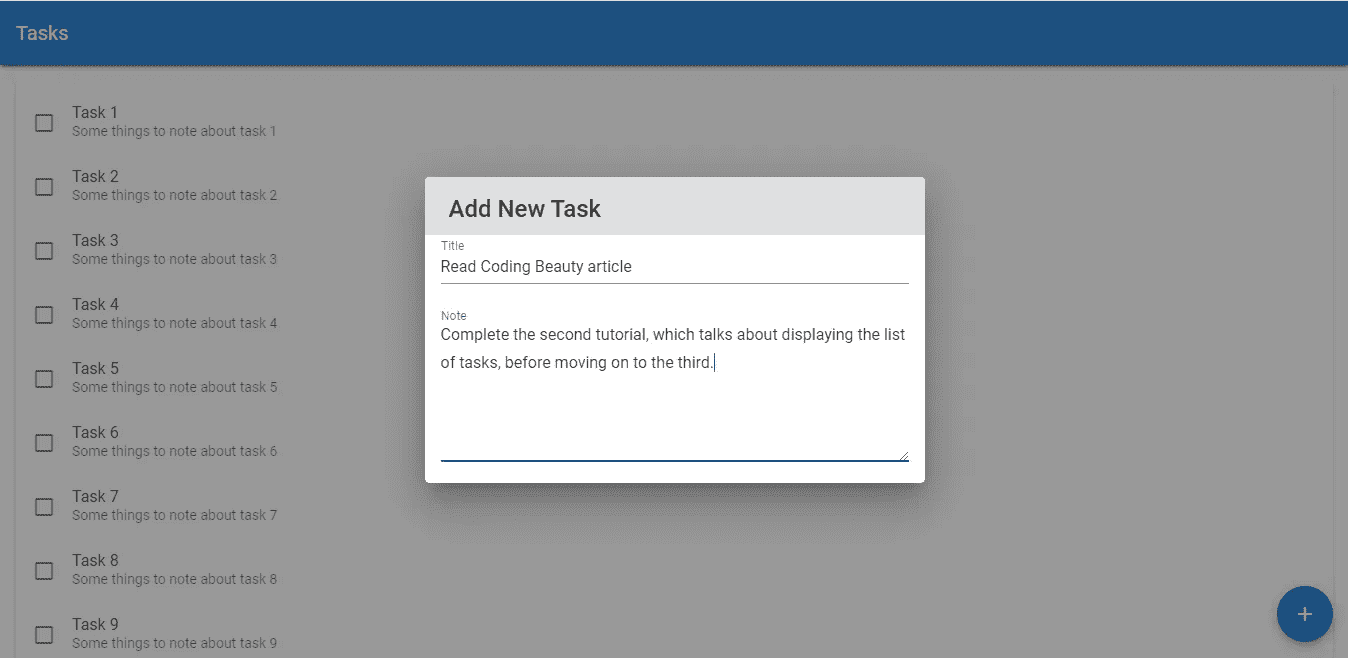 Tasks
Task 1
Some things to note about task 1
Task 2
Some things to note about task 2
Task 3
Some things to note about task 3
Task 4
Some things to note about task 4
Task 5
Some things to note about task 5
Task 6
Some things to note about task 6
Task 7
Some things to note about task 7
Task 8
Some things to note about task 8
Task 9
Some things to note about task 9
Add New Task
Title
Read Coding Beauty article
Note
Complete the second tutorial, which talks about displaying the list
of tasks, before moving on to the third.
+